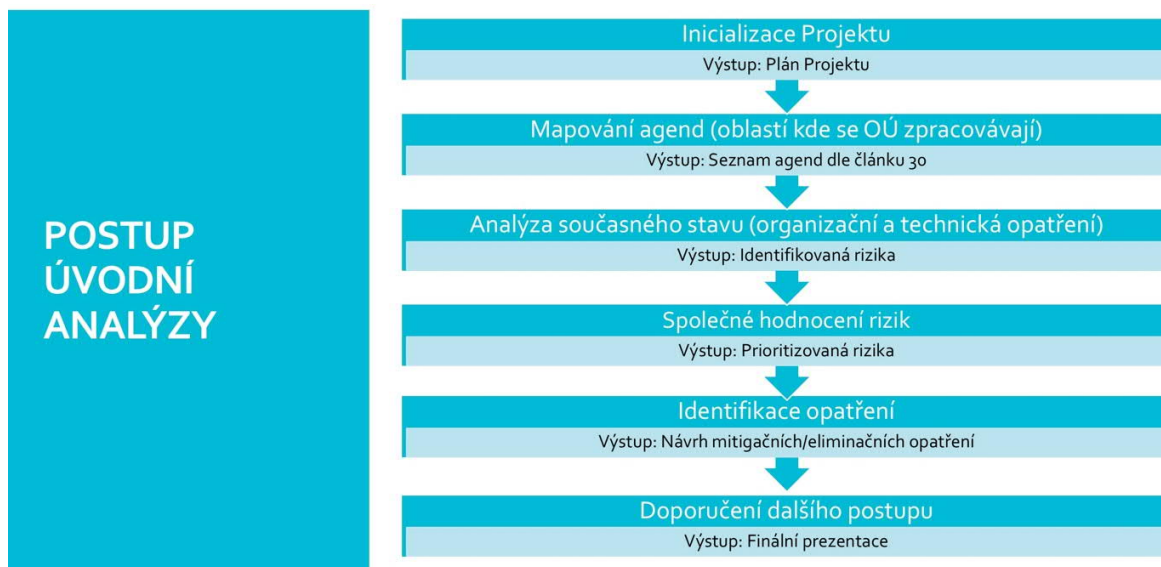 POSTUP
ÚVODNÍ
ANALÝZY
Inicializace Projektu
Výstup: Plán Projektu
Mapování agend (oblastí kde se OÚ zpracovávají)
Výstup: Seznam agend dle článku 30
Analýza současného stavu (organizační a technická opatření)
Výstup: Identifikovaná rizika
Společné hodnocení rizik
Výstup: Prioritizovaná rizika
Identifikace opatření
Výstup: Návrh mitigačních/eliminačních opatření
Doporučení dalšího postupu
Výstup: Finální prezentace